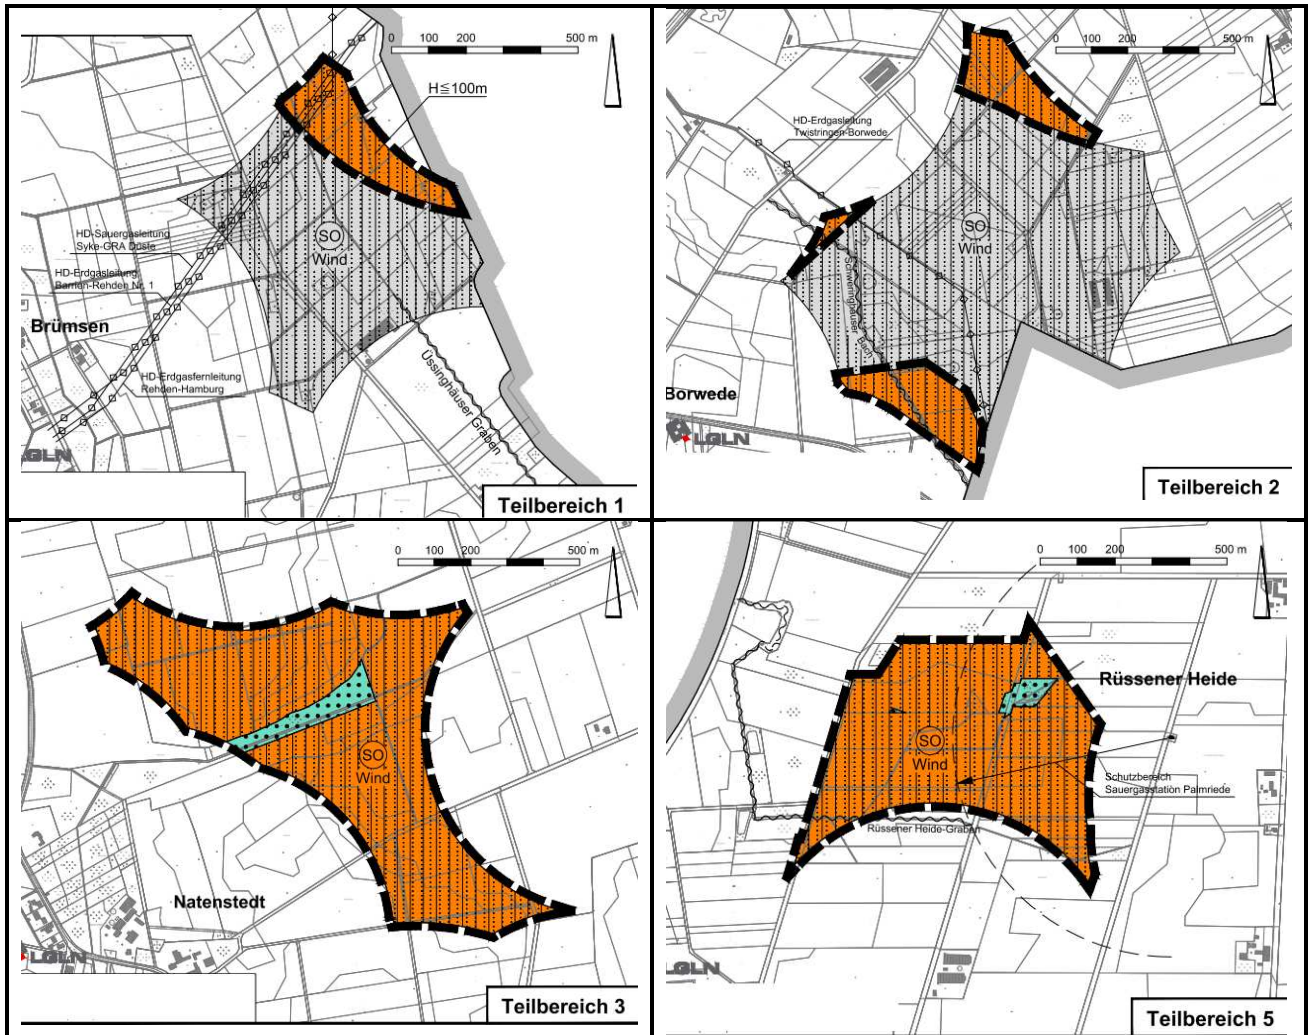 0 100 200 500 m
H≦100m
HD-Sauergasleitung
Syke-GRA Düste
HD-Erdgasleitung
Barrien-Rehden Nr. 1
SO
Wind
Brümsen
HD-Erdgasfernleitung
Rehden-Hamburg
Üssinghäuser Graben
LGLN
Teilbereich 1
0 100 200 500 m
HD-Erdgasleitung
Twistringen-Borwede
SO
Wind
Borwede
LGLN
Teilbereich 2
0 100 200 500 m
SO
Wind
Natenstedt
LGLN
Teilbereich 3
0 100 200 500 m
Rüssener Heide
SO
Wind
Schutzbereich
Sauergasstation Palmriede
Rüssener Heide-Graben
LGLN
Teilbereich 5